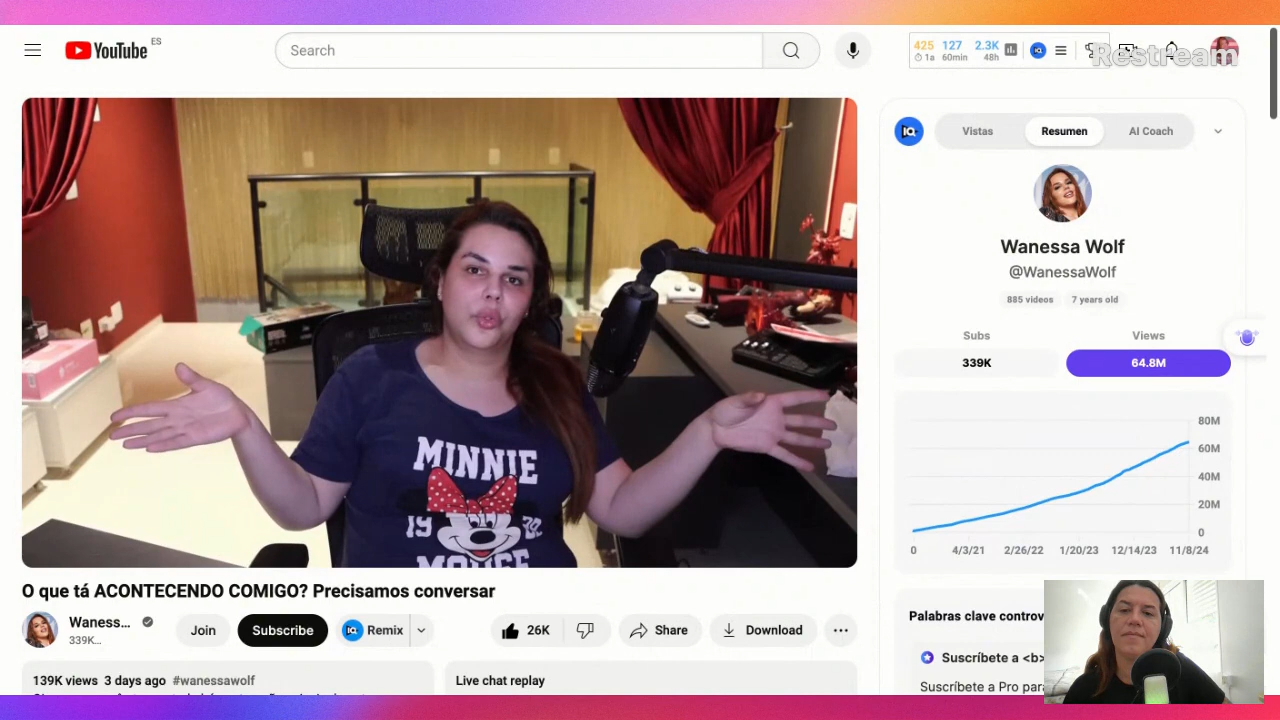 YouTube ES
Search
425 127 2.3K
1a 60min 48h
Restream
IQ
Vistas Resumen AI Coach
Wanessa Wolf
@WanessaWolf
885 videos 7 years old
Subs Views
339K 64.8M
80M
60M
40M
20M
0
0 4/3/21 2/26/22 1/20/23 12/14/23 11/8/24
MINNIE
19
MOUSE
O que tá ACONTECENDO COMIGO? Precisamos conversar
Waness...
339K...
Join
Subscribe
IQ Remix
26K
Share
Download
139K views 3 days ago #wanessawolf
Live chat replay
Palabras clave controv
Suscríbete a <b>
Suscríbete a Pro para